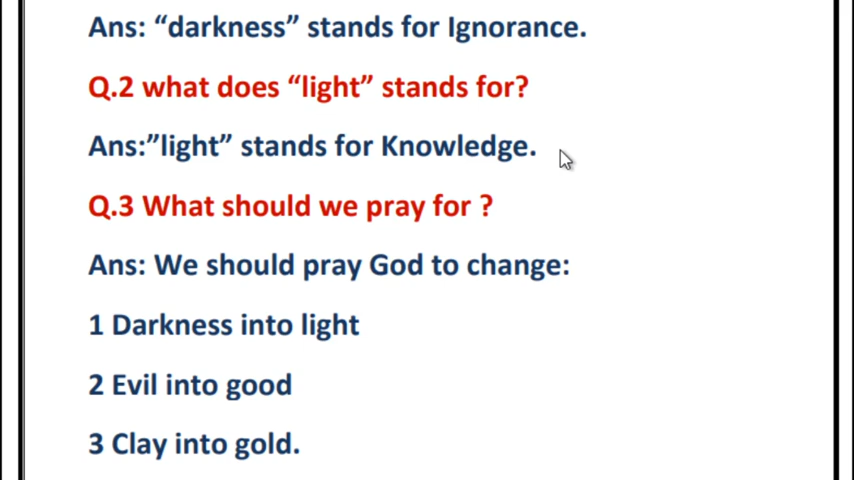 Ans: “darkness” stands for Ignorance.
Q.2 what does “light” stands for?
Ans:”light” stands for Knowledge.
Q.3 What should we pray for ?
Ans: We should pray God to change:
1 Darkness into light
2 Evil into good
3 Clay into gold.